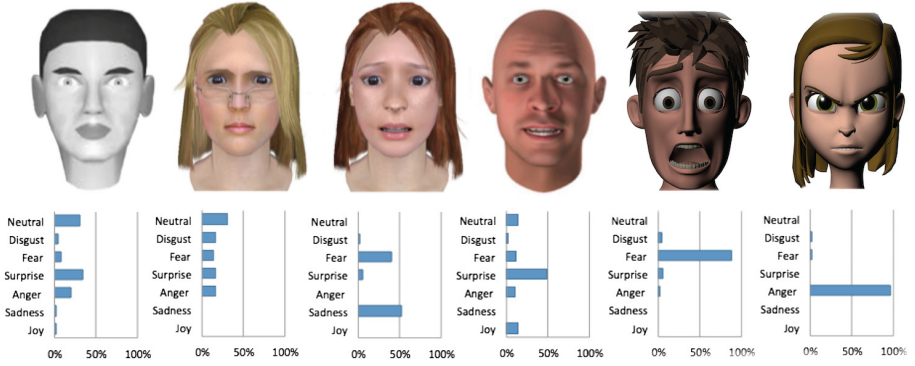 Neutral
Disgust
Fear
Surprise
Anger
Sadness
Joy
0% 50% 100%
Neutral
Disgust
Fear
Surprise
Anger
Sadness
Joy
0% 50% 100%
Neutral
Disgust
Fear
Surprise
Anger
Sadness
Joy
0% 50% 100%
Neutral
Disgust
Fear
Surprise
Anger
Sadness
Joy
0% 50% 100%
Neutral
Disgust
Fear
Surprise
Anger
Sadness
Joy
0% 50% 100%
Neutral
Disgust
Fear
Surprise
Anger
Sadness
Joy
0% 50% 100%